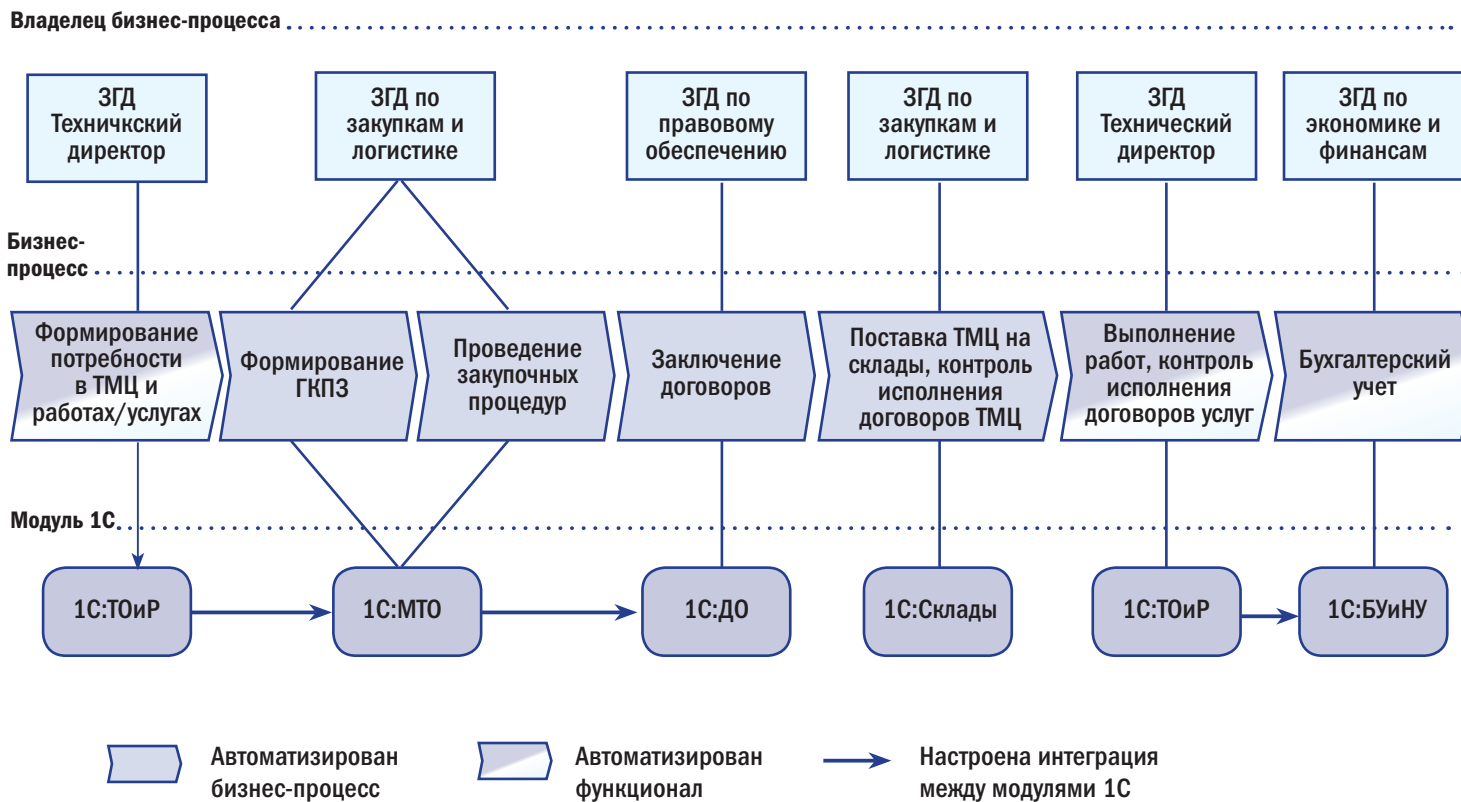 Владелец бизнес-процесса
ЗГД
Техничкский
директор
ЗГД по
закупкам и
логистике
ЗГД по
правовому
обеспечению
ЗГД по
закупкам и
логистике
ЗГД
Технический
директор
ЗГД по
экономике и
финансам
Бизнес-
процесс
Формирование
потребности
в ТМЦ и
работах/услугах
Формирование
ГКПЗ
Проведение
закупочных
процедур
Заключение
договоров
Поставка ТМЦ на
склады, контроль
исполнения
договоров ТМЦ
Выполнение
работ, контроль
исполнения
договоров услуг
Бухгалтерский
учет
Модуль 1С
1С:ТОиР
1С:МТО
1С:ДО
1С:Склады
1С:ТОиР
1С:БУиНУ
Автоматизирован
бизнес-процесс
Автоматизирован
функционал
Настроена интеграция
между модулями 1С